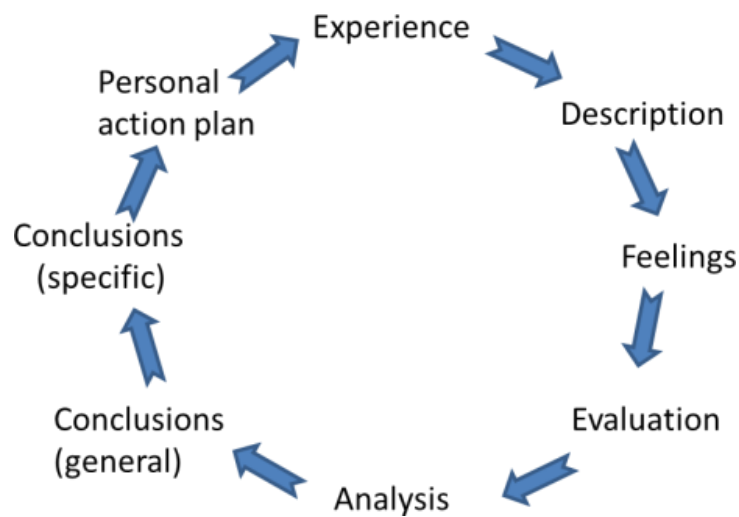 Experience
Description
Feelings
Evaluation
Analysis
Conclusions
(general)
Conclusions
(specific)
Personal
action plan